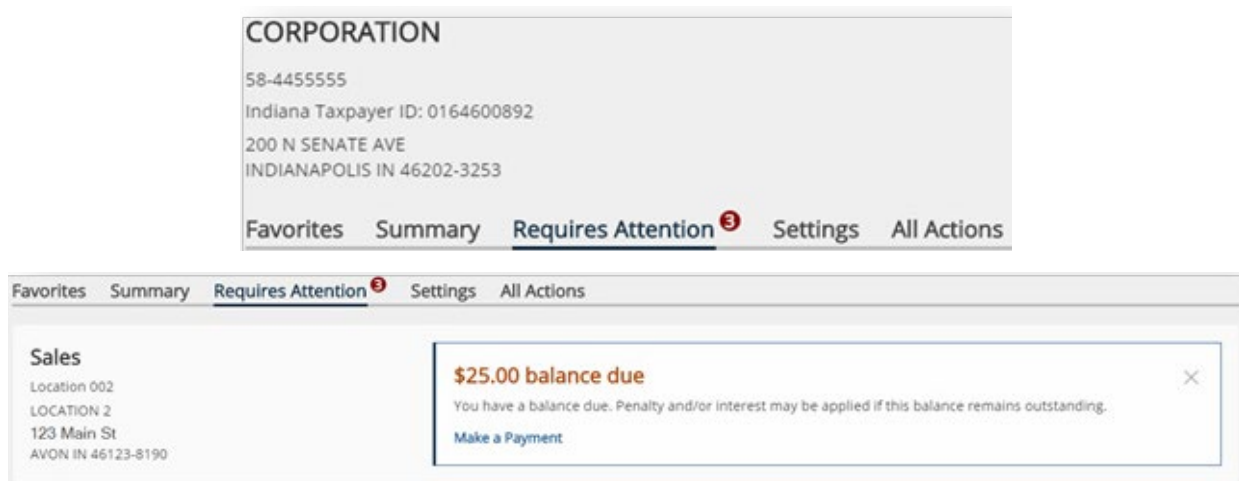 CORPORATION
58-4455555
Indiana Taxpayer ID: 0164600892
200 N SENATE AVE
INDIANAPOLIS IN 46202-3253
Favorites Summary Requires Attention 3 Settings All Actions
Favorites Summary Requires Attention 3 Settings All Actions
Sales
Location 002
LOCATION 2
123 Main St
AVON IN 46123-8190
$25.00 balance due
You have a balance due. Penalty and/or interest may be applied if this balance remains outstanding.
Make a Payment